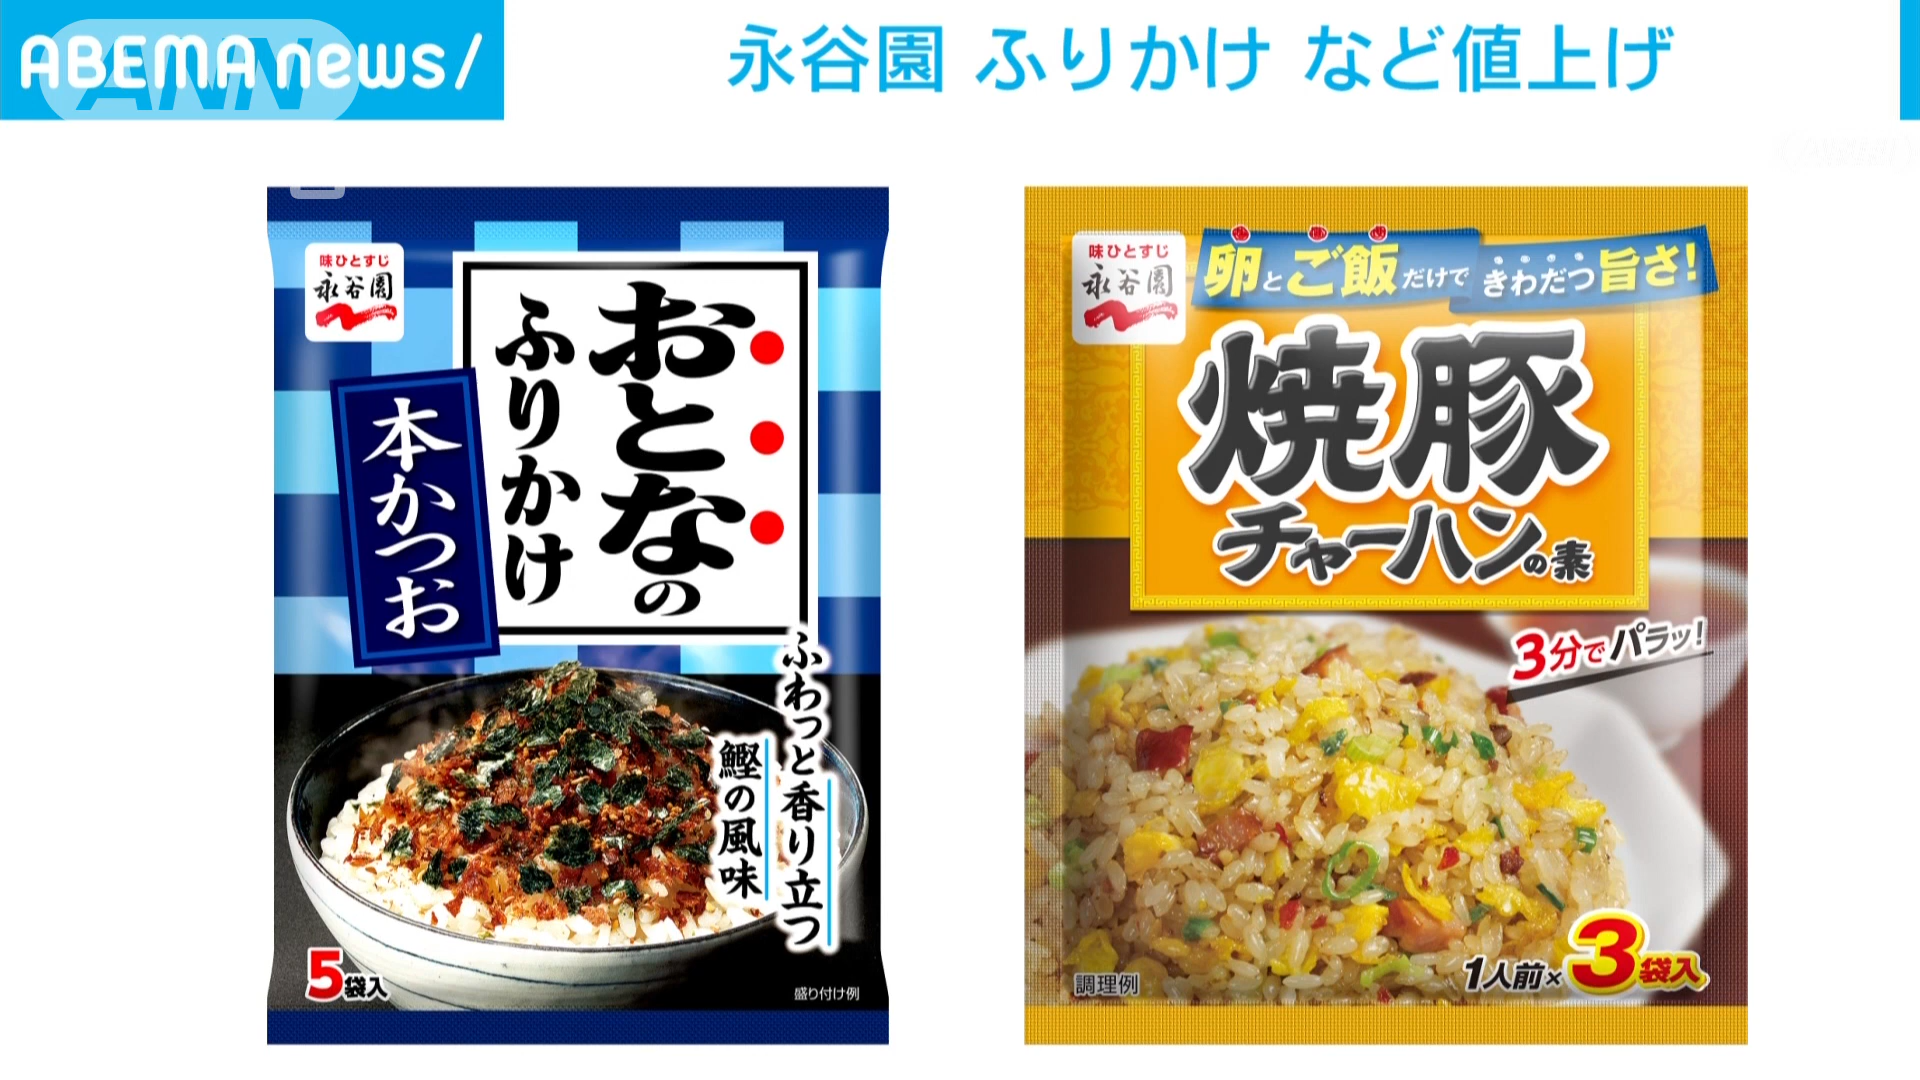 ABEMA news/
ANN
永谷園 ふりかけ など値上げ
味ひとすじ
永谷園
おとなの
ふりかけ
本かつお
ふわっと香り立つ
鰹の風味
5袋入
盛り付け例
味ひとすじ
永谷園
卵とご飯だけできわだつ旨さ!
焼豚
チャーハンの素
3分でパラッ!
調理例
1人前×3袋入